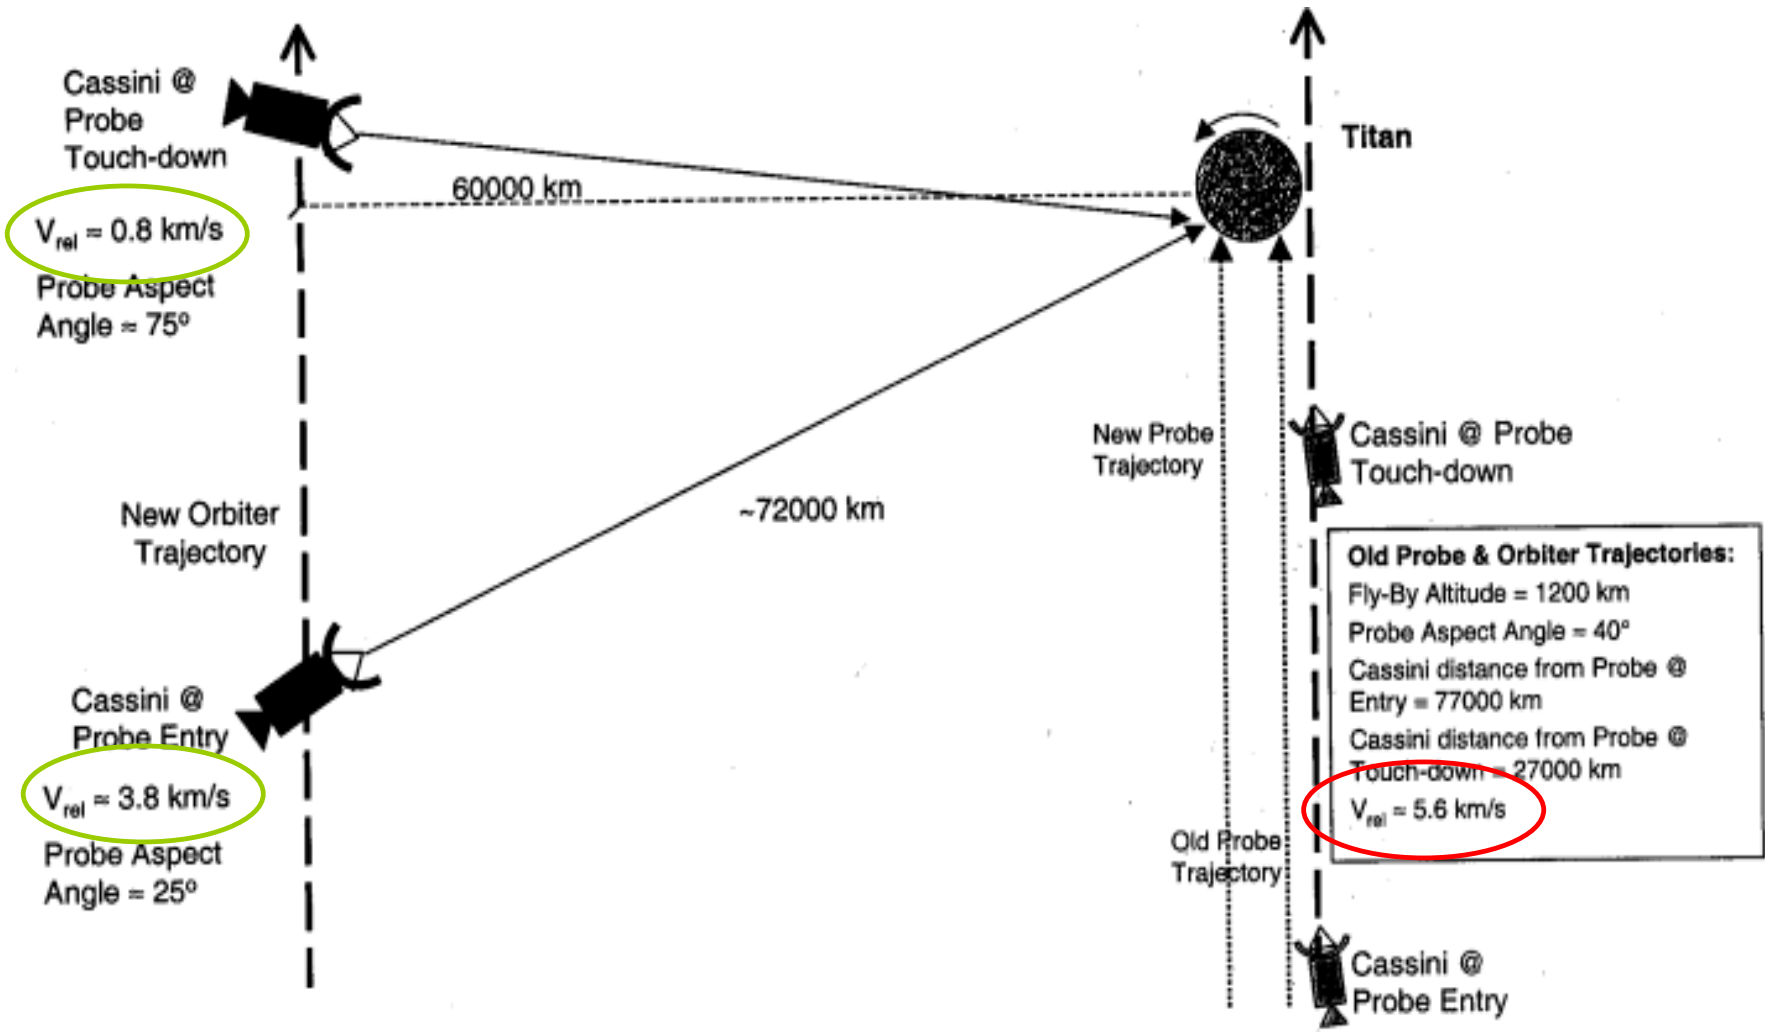 Cassini @
Probe
Touch-down
V_rel ≈ 0.8 km/s
Probe Aspect
Angle ≈ 75º
60000 km
Titan
New Orbiter
Trajectory
~72000 km
New Probe
Trajectory
Cassini @ Probe
Touch-down
Cassini @
Probe Entry
V_rel ≈ 3.8 km/s
Probe Aspect
Angle ≈ 25º
Old Probe
Trajectory
Old Probe & Orbiter Trajectories:
Fly-By Altitude = 1200 km
Probe Aspect Angle ≈ 40°
Cassini distance from Probe @
Entry = 77000 km
Cassini distance from Probe @
Touch-down = 27000 km
V_rel ≈ 5.6 km/s
Cassini @
Probe Entry